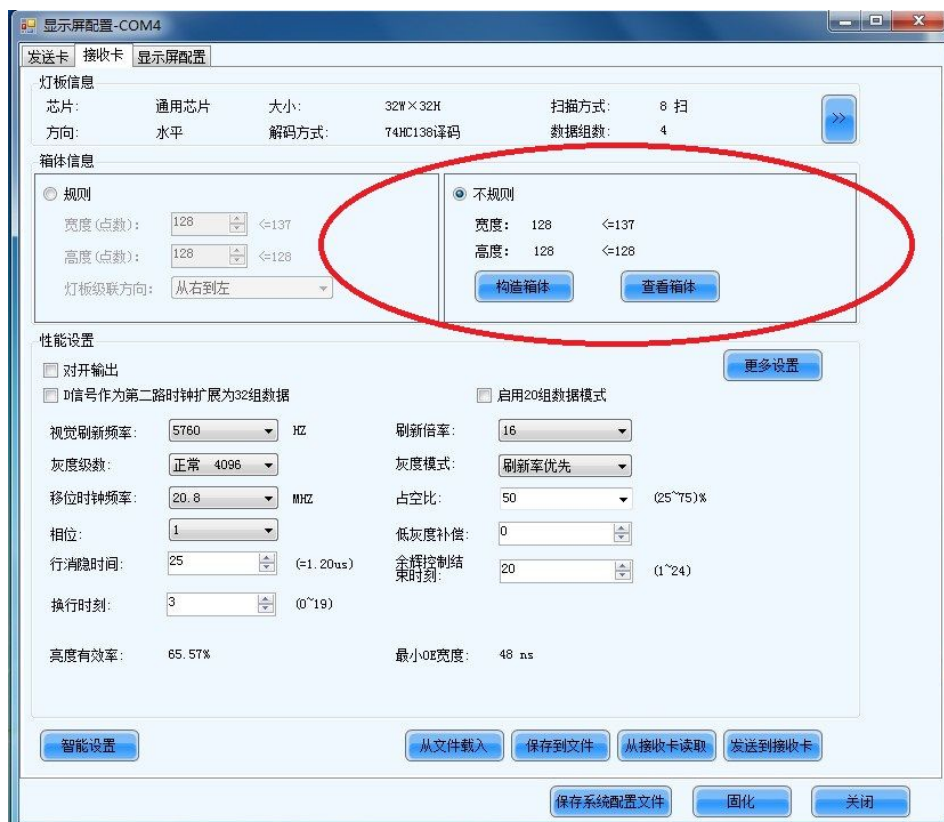 显示屏配置-COM4
发送卡 接收卡 显示屏配置
灯板信息
芯片: 通用芯片 大小: 32W×32H 扫描方式: 8 扫
方向: 水平 解码方式: 74HC138译码 数据组数: 4
>>
箱体信息
规则 不规则
宽度(点数): 128 <=137 宽度: 128 <=137
高度(点数): 128 <=128 高度: 128 <=128
灯板级联方向: 从右到左 构造箱体 查看箱体
性能设置
对开输出 更多设置
D信号作为第二路时钟扩展为32组数据 启用20组数据模式
视觉刷新频率: 5760 HZ 刷新倍率: 16
灰度级数: 正常 4096 灰度模式: 刷新率优先
移位时钟频率: 20.8 MHZ 占空比: 50 (25~75)%
相位: 1 低灰度补偿: 0
行消隐时间: 25 (=1.20us) 余辉控制结
束时刻: 20 (1~24)
换行时刻: 3 (0~19)
亮度有效率: 65.57% 最小OE宽度: 48 ns
智能设置 从文件载入 保存到文件 从接收卡读取 发送到接收卡
保存系统配置文件 固化 关闭